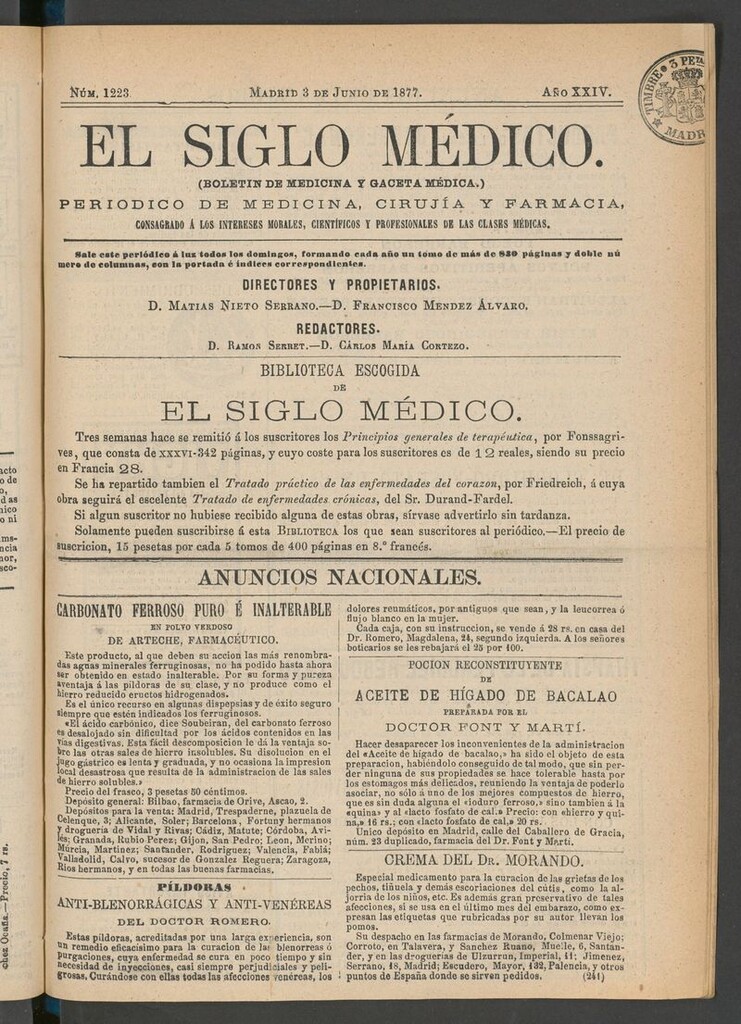 NÚM. 1223
MADRID 3 DE JUNIO DE 1877.
AÑO XXIV.
TIMBRE 3 PETA
MADR
EL SIGLO MÉDICO.
(BOLETIN DE MEDICINA Y GACETA MÉDICA.)
PERIODICO DE MEDICINA, CIRUJÍA Y FARMACIA,
CONSAGRADO Á LOS INTERESES MORALES, CIENTÍFICOS Y PROFESIONALES DE LAS CLASES MÉDICAS.
Sale este periódico á luz todos los domingos, formando cada año un tomo de más de 830 páginas y doble nú
mero de columnas, con la portada é indices correspondientes.
DIRECTORES Y PROPIETARIOS.
D. MATIAS NIETO SERRANO.—D. FRANCISCO MENDEZ ÁLVARO.
REDACTORES.
D. RAMON SERRET.—D. CÁRLOS MARÍA CORTEZO.
BIBLIOTECA ESCOGIDA
DE
EL SIGLO MÉDICO.
Tres semanas hace se remitió á los suscritores los Principios generales de terapéutica, por Fonssagri-
ves, que consta de XXXVI-342 páginas, y cuyo coste para los suscritores es de 12 reales, siendo su precio
en Francia 28.
Se ha repartido tambien el Tratado práctico de las enfermedades del corazon, por Friedreich, á cuya
obra seguirá el escelente Tratado de enfermedades crónicas, del Sr. Durand-Fardel.
Si algun suscritor no hubiese recibido alguna de estas obras, sírvase advertirlo sin tardanza.
Solamente pueden suscribirse á esta BIBLIOTECA los que sean suscritores al periódico.—El precio de
suscricion, 15 pesetas por cada 5 tomos de 400 páginas en 8.º francés.
ANUNCIOS NACIONALES.
CARBONATO FERROSO PURO É INALTERABLE
EN POLVO VERDOSO
DE ARTECHE, FARMACÉUTICO.
Este producto, al que deben su accion las más renombra-
das aguas minerales ferruginosas, no ha podido hasta ahora
ser obtenido en estado inalterable. Por su forma y pureza
aventaja á las píldoras de su clase, y no produce como el
hierro reducido eructos hidrogenados.
Es el único recurso en algunas dispepsias y de éxito seguro
siempre que estén indicados los ferruginosos.
«El ácido carbónico, dice Soubeiran, del carbonato ferroso
es desalojado sin dificultad por los ácidos contenidos en las
vias digestivas. Esta fácil descomposicion le dá la ventaja so-
bre las otras sales de hierro insolubles. Su disolucion en el
jugo gástrico es lenta y graduada, y no ocasiona la impresion
local desastrosa que resulta de la administracion de las sales
de hierro solubles.»
Precio del frasco, 3 pesetas 50 céntimos.
Depósito general: Bilbao, farmacia de Orive, Ascao, 2.
Depósitos para la venta: Madrid, Trespaderne, plazuela de
Celenque, 3; Alicante, Soler; Barcelona, Fortuny hermanos
y droguería de Vidal y Rivas; Cádiz, Matute; Córdoba, Avi-
lés; Granada, Rubio Perez; Gijon, San Pedro; Leon, Merino;
Múrcia, Martinez; Santander, Rodriguez; Valencia, Fabiá;
Valladolid, Calvo, sucesor de Gonzalez Reguera; Zaragoza,
Rios hermanos, y en todas las buenas farmacias.
PÍLDORAS
ANTI-BLENORRÁGICAS Y ANTI-VENÉREAS
DEL DOCTOR ROMERO.
Estas píldoras, acreditadas por una larga experiencia, son
un remedio eficacísimo para la curacion de las blenorreas ó
purgaciones, cuya enfermedad se cura en poco tiempo y sin
necesidad de inyecciones, casi siempre perjudiciales y peli-
grosas. Curándose con ellas todas las afecciones venéreas, los
dolores reumáticos, por antiguos que sean, y la leucorrea ó
flujo blanco en la mujer.
Cada caja, con su instruccion, se vende á 28 rs. en casa del
Dr. Romero, Magdalena, 24, segundo izquierda. A los señores
boticarios se les rebajará el 25 por 100.
POCION RECONSTITUYENTE
DE
ACEITE DE HÍGADO DE BACALAO
PREPARADA POR EL
DOCTOR FONT Y MARTÍ.
Hacer desaparecer los inconvenientes de la administracion
del «Aceite de hígado de bacalao,» ha sido el objeto de esta
preparacion, habiéndolo conseguido de tal modo, que sin per-
der ninguna de sus propiedades se hace tolerable hasta por
los estomagos más delicados, reuniendo la ventaja de poderlo
asociar, no sólo á uno de los mejores compuestos de hierro,
que es sin duda alguna el «ioduro ferroso,» sino tambien á la
«quina» y al «lacto fosfato de cal.» Precio: con «hierro y qui-
na,» 16 rs.; con «lacto fosfato de cal,» 20 rs.
Unico depósito en Madrid, calle del Caballero de Gracia,
núm. 23 duplicado, farmacia del Dr. Font y Martí.
CREMA DEL DR. MORANDO.
Especial medicamento para la curacion de las grietas de los
pechos, tiñuela y demás escoriaciones del cútis, como la al-
jorria de los niños, etc. Es además gran preservativo de tales
afecciones, si se usa en el último mes del embarazo, como ex-
presan las etiquetas que rubricadas por su autor llevan los
pomos.
Su despacho en las farmacias de Morando, Colmenar Viejo;
Corroto, en Talavera, y Sanchez Ruano, Muelle, 6, Santan-
der, y en las droguerías de Ulzurrun, Imperial, 11; Jimenez,
Serrano, 18, Madrid; Escudero, Mayor, 132, Palencia, y otros
puntos de España donde se sirven pedidos. (241)
chez Ocaña.—Precio, 7 rs.